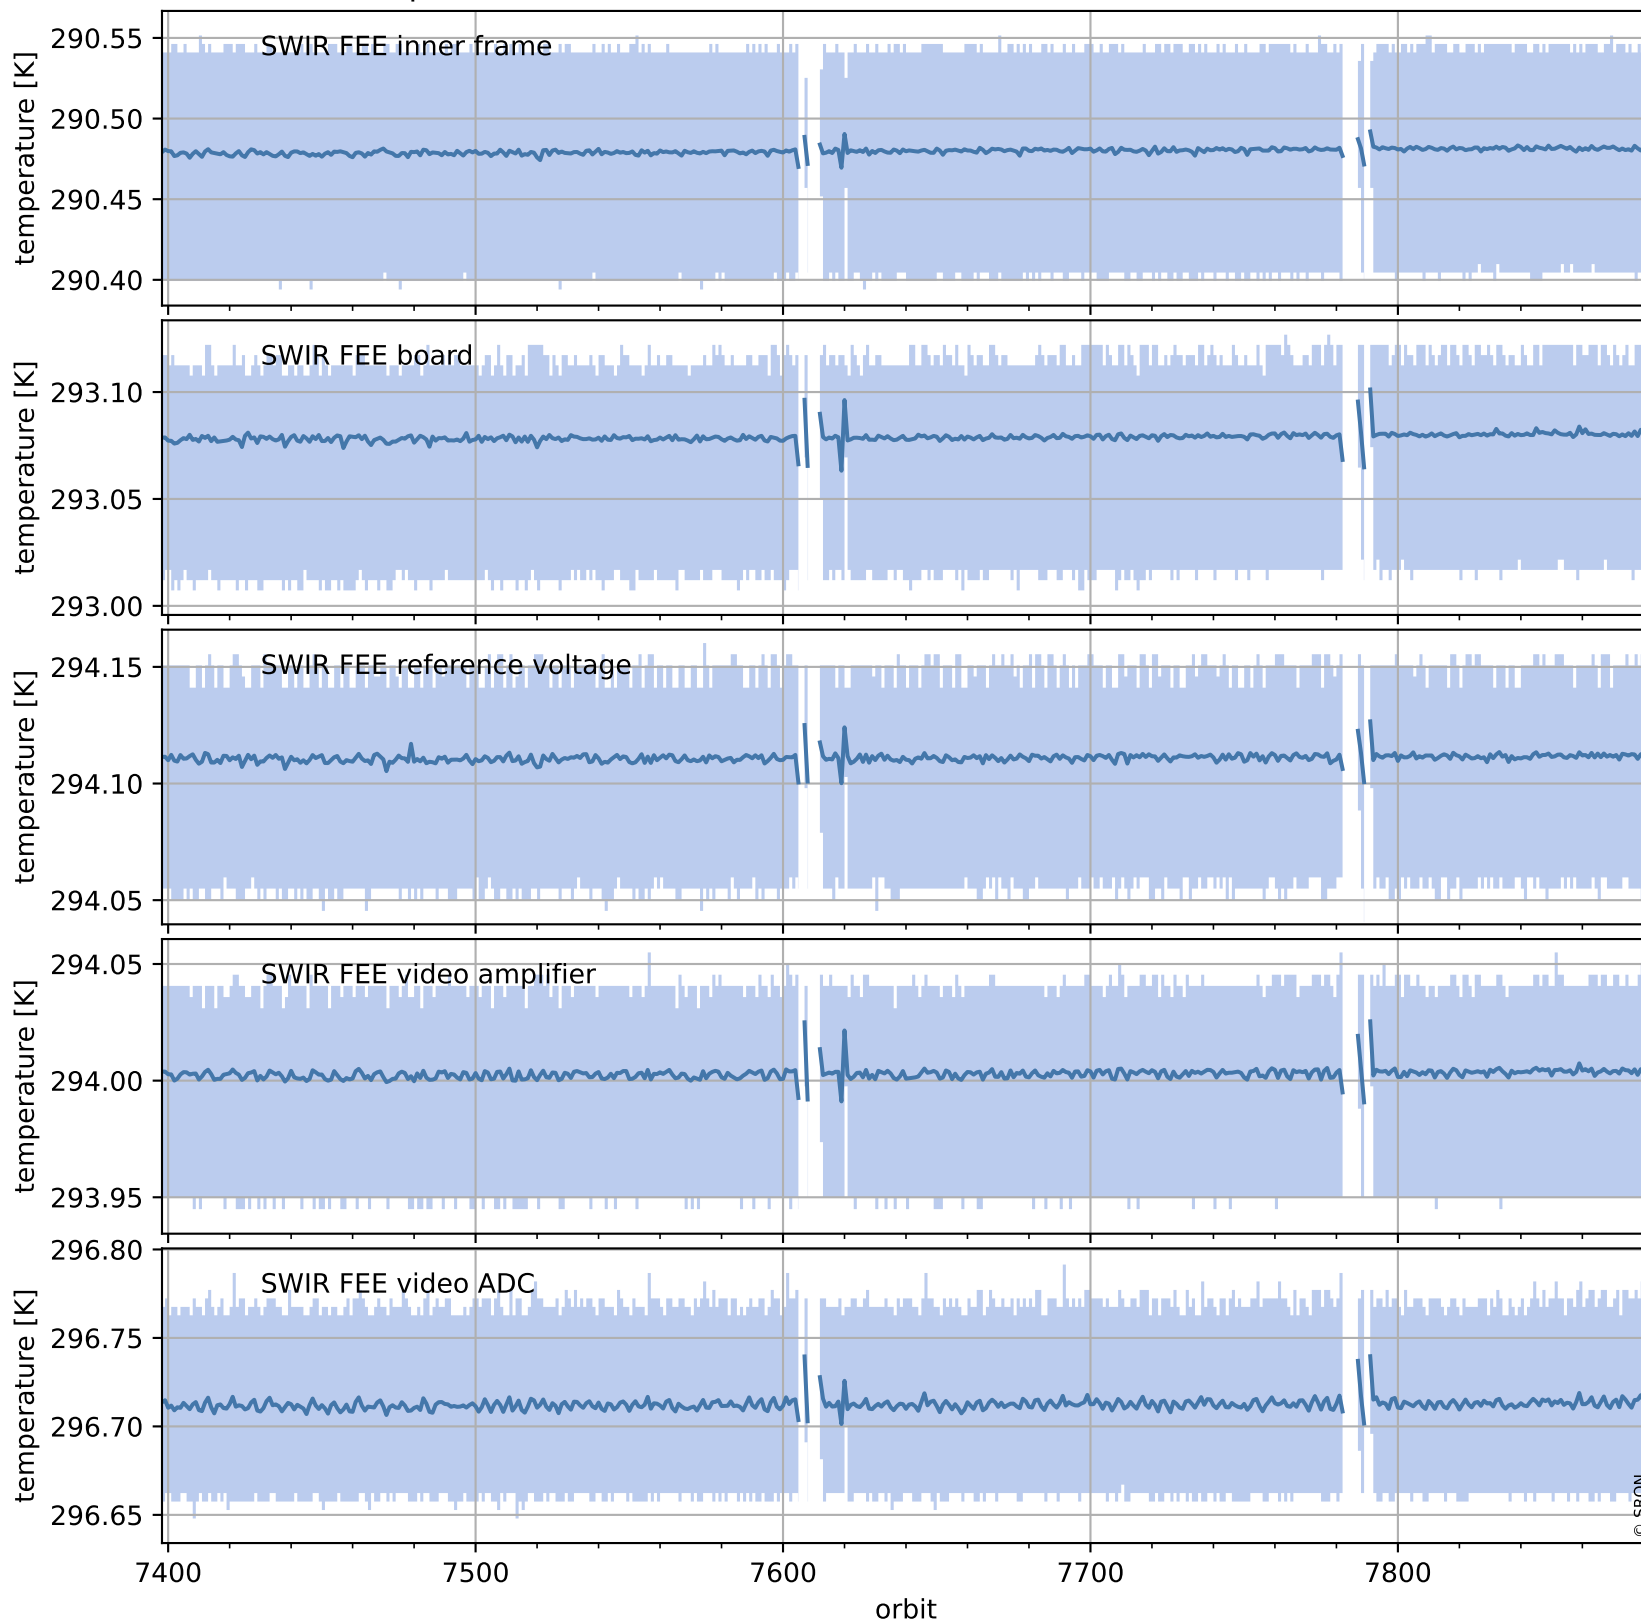 SWIR FEE inner frame
temperature [K]
290.55
290.50
290.45
290.40
SWIR FEE board
temperature [K]
293.10
293.05
293.00
SWIR FEE reference voltage
temperature [K]
294.15
294.10
294.05
SWIR FEE video amplifier
temperature [K]
294.05
294.00
293.95
SWIR FEE video ADC
temperature [K]
296.80
296.75
296.70
296.65
© SRON
7400 7500 7600 7700 7800
orbit